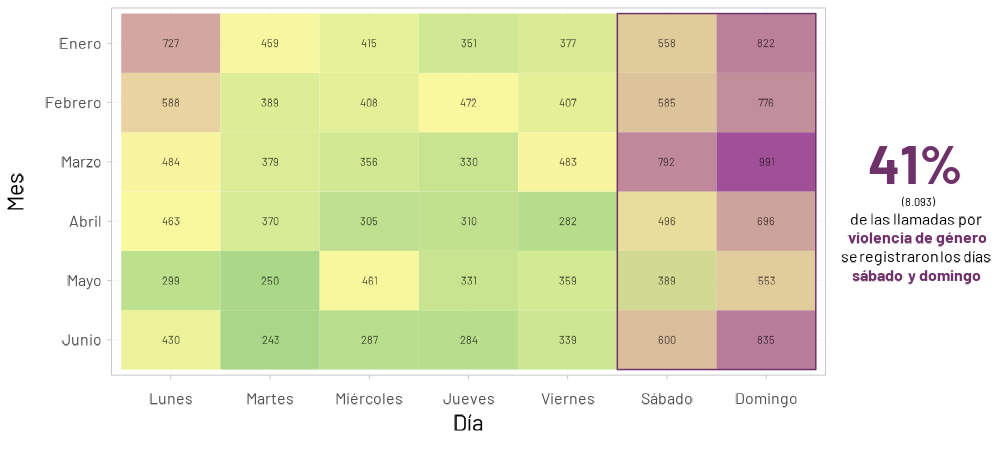 Enero 727 459 415 351 377 558 822
Febrero 588 389 408 472 407 585 776
Marzo 484 379 356 330 483 792 991
Abril 463 370 305 310 282 496 696
Mayo 299 250 461 331 359 389 553
Junio 430 243 287 284 339 600 835
Lunes Martes Miércoles Jueves Viernes Sábado Domingo
Día
Mes
41%
(8.093)
de las llamadas por
violencia de género
se registraron los días
sábado y domingo